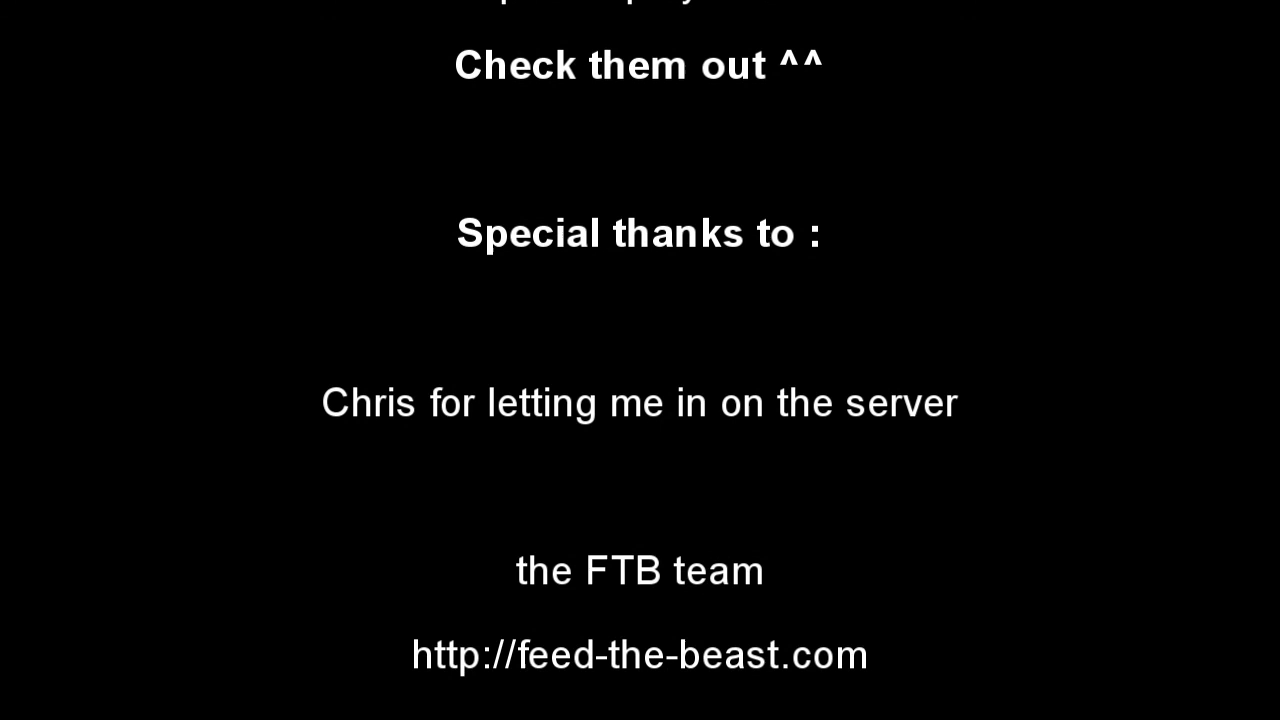 Check them out ^^
Special thanks to :
Chris for letting me in on the server
the FTB team
http://feed-the-beast.com